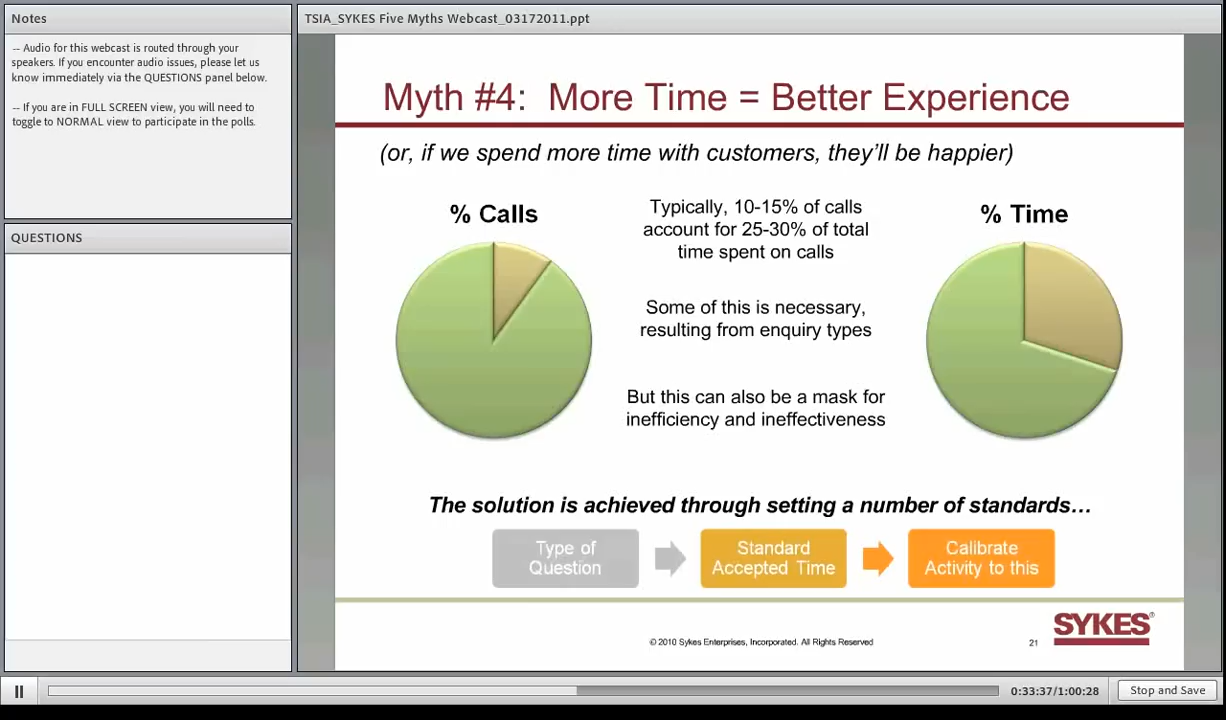 Notes
-- Audio for this webcast is routed through your
speakers. If you encounter audio issues, please let us
know immediately via the QUESTIONS panel below.
-- If you are in FULL SCREEN view, you will need to
toggle to NORMAL view to participate in the polls.
QUESTIONS
TSIA_SYKES Five Myths Webcast_03172011.ppt
Myth #4: More Time = Better Experience
(or, if we spend more time with customers, they'll be happier)
% Calls
Typically, 10-15% of calls
account for 25-30% of total
time spent on calls
Some of this is necessary,
resulting from enquiry types
But this can also be a mask for
inefficiency and ineffectiveness
% Time
The solution is achieved through setting a number of standards…
Type of
Question
Standard
Accepted Time
Calibrate
Activity to this
© 2010 Sykes Enterprises, Incorporated. All Rights Reserved
21
SYKES®
0:33:37/1:00:28
Stop and Save